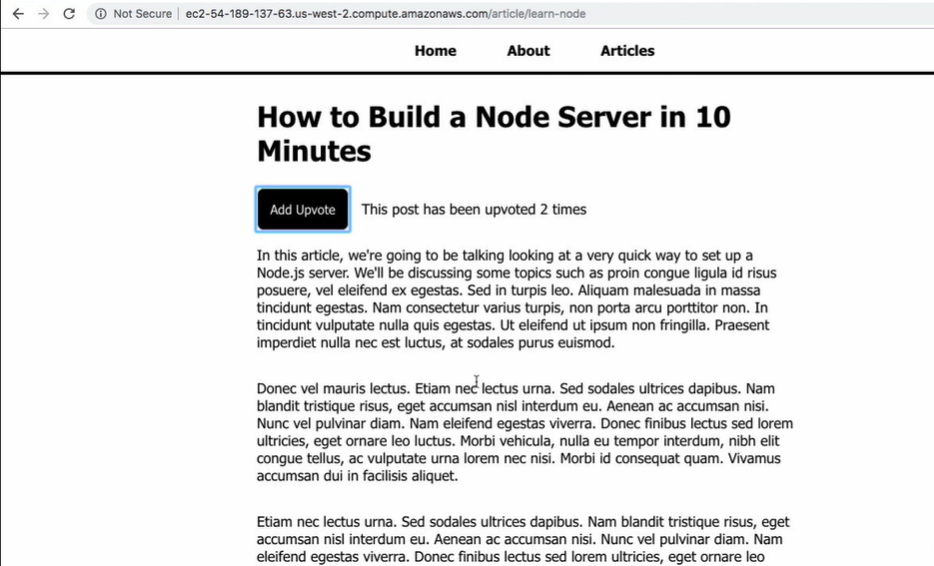 Not Secure | ec2-54-189-137-63.us-west-2.compute.amazonaws.com/article/learn-node
Home About Articles
How to Build a Node Server in 10
Minutes
Add Upvote This post has been upvoted 2 times
In this article, we're going to be talking looking at a very quick way to set up a
Node.js server. We'll be discussing some topics such as proin congue ligula id risus
posuere, vel eleifend ex egestas. Sed in turpis leo. Aliquam malesuada in massa
tincidunt egestas. Nam consectetur varius turpis, non porta arcu porttitor non. In
tincidunt vulputate nulla quis egestas. Ut eleifend ut ipsum non fringilla. Praesent
imperdiet nulla nec est luctus, at sodales purus euismod.
Donec vel mauris lectus. Etiam nec lectus urna. Sed sodales ultrices dapibus. Nam
blandit tristique risus, eget accumsan nisl interdum eu. Aenean ac accumsan nisi.
Nunc vel pulvinar diam. Nam eleifend egestas viverra. Donec finibus lectus sed lorem
ultricies, eget ornare leo luctus. Morbi vehicula, nulla eu tempor interdum, nibh elit
congue tellus, ac vulputate urna lorem nec nisi. Morbi id consequat quam. Vivamus
accumsan dui in facilisis aliquet.
Etiam nec lectus urna. Sed sodales ultrices dapibus. Nam blandit tristique risus, eget
accumsan nisl interdum eu. Aenean ac accumsan nisi. Nunc vel pulvinar diam. Nam
eleifend egestas viverra. Donec finibus lectus sed lorem ultricies, eget ornare leo